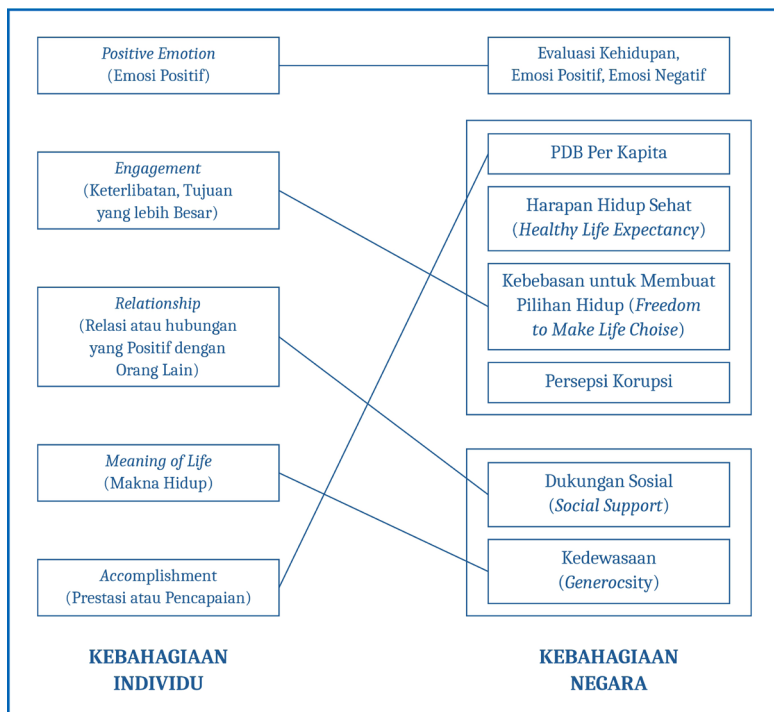 Positive Emotion
(Emosi Positif)
Engagement
(Keterlibatan, Tujuan
yang lebih Besar)
Relationship
(Relasi atau hubungan
yang Positif dengan
Orang Lain)
Meaning of Life
(Makna Hidup)
Accomplishment
(Prestasi atau Pencapaian)
KEBAHAGIAAN
INDIVIDU
Evaluasi Kehidupan,
Emosi Positif, Emosi Negatif
PDB Per Kapita
Harapan Hidup Sehat
(Healthy Life Expectancy)
Kebebasan untuk Membuat
Pilihan Hidup (Freedom
to Make Life Choise)
Persepsi Korupsi
Dukungan Sosial
(Social Support)
Kedewasaan
(Generocsity)
KEBAHAGIAAN
NEGARA